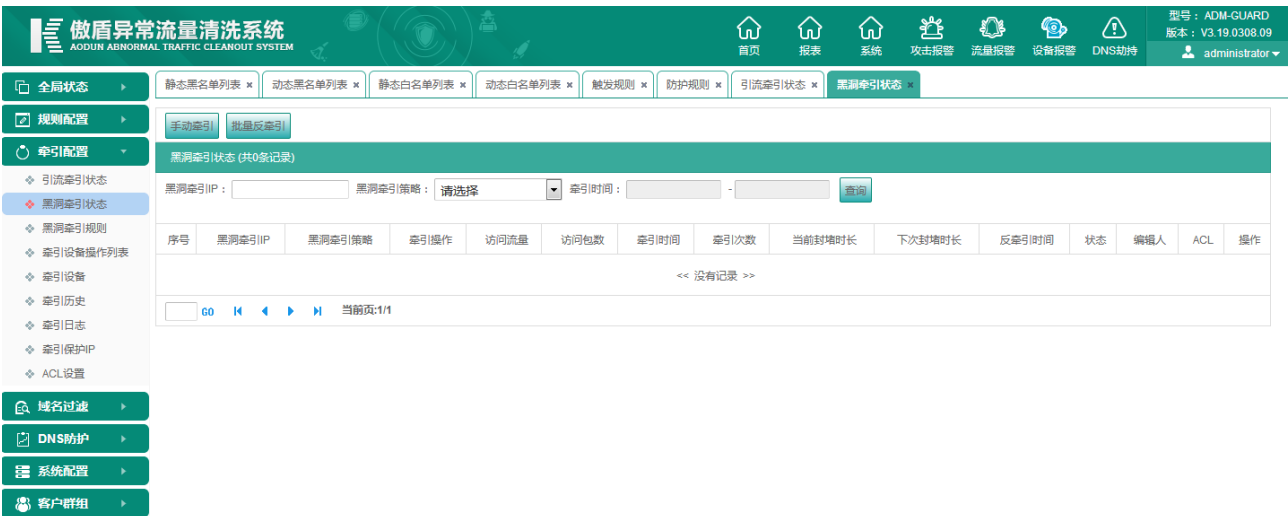 傲盾异常流量清洗系统
AODUN ABNORMAL TRAFFIC CLEANOUT SYSTEM
首页 报表 系统 攻击报警 流量报警 设备报警 DNS劫持
型号：ADM-GUARD
版本：V3.19.0308.09
administrator
全局状态
规则配置
牵引配置
引流牵引状态
黑洞牵引状态
黑洞牵引规则
牵引设备操作列表
牵引设备
牵引历史
牵引日志
牵引保护IP
ACL设置
域名过滤
DNS防护
系统配置
客户群组
静态黑名单列表 × 动态黑名单列表 × 静态白名单列表 × 动态白名单列表 × 触发规则 × 防护规则 × 引流牵引状态 × 黑洞牵引状态 ×
手动牵引 批量反牵引
黑洞牵引状态 (共0条记录)
黑洞牵引IP： 黑洞牵引策略： 请选择 牵引时间： - 查询
序号 黑洞牵引IP 黑洞牵引策略 牵引操作 访问流量 访问包数 牵引时间 牵引次数 当前封堵时长 下次封堵时长 反牵引时间 状态 编辑人 ACL 操作
<< 没有记录 >>
GO 当前页:1/1